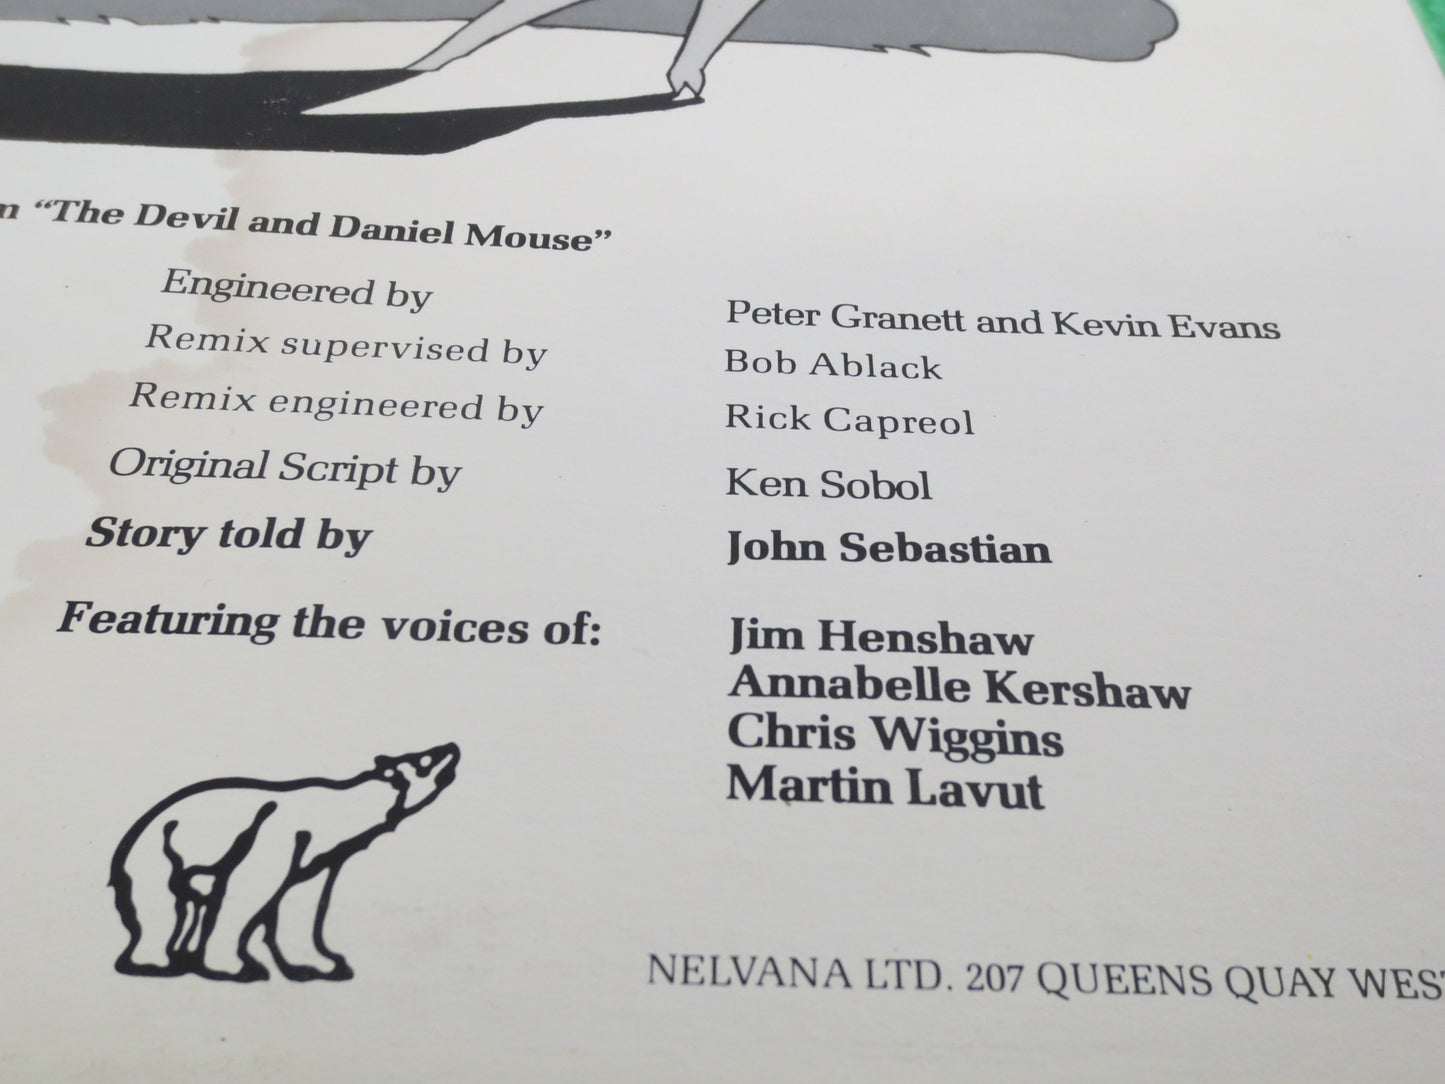 "The Devil and Daniel Mouse"
Engineered by Peter Granett and Kevin Evans
Remix supervised by Bob Ablack
Remix engineered by Rick Capreol
Original Script by Ken Sobol
Story told by John Sebastian
Featuring the voices of: Jim Henshaw
Annabelle Kershaw
Chris Wiggins
Martin Lavut
NELVANA LTD. 207 QUEENS QUAY WEST